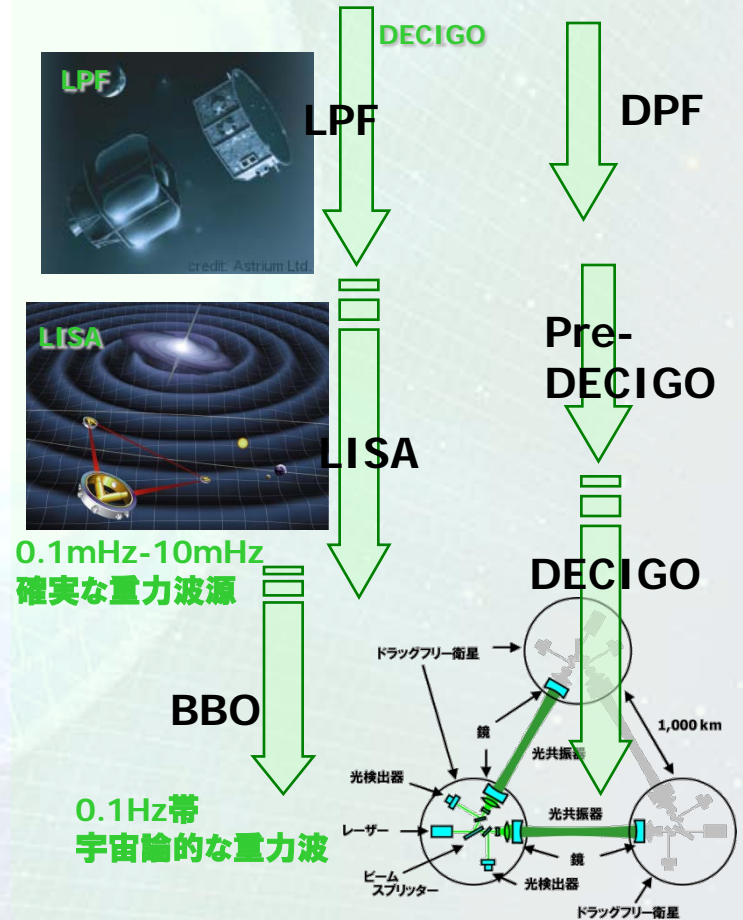 DECIGO
LPF
LPF
DPF
credit: Astrium Ltd.
LISA
Pre-
DECIGO
LISA
0.1mHz-10mHz
確実な重力波源
DECIGO
BBO
0.1Hz帯
宇宙論的な重力波
ドラッグフリー衛星
鏡
光共振器
1,000 km
光検出器
レーザー
光共振器
鏡
ビーム
スプリッター
光検出器
ドラッグフリー衛星